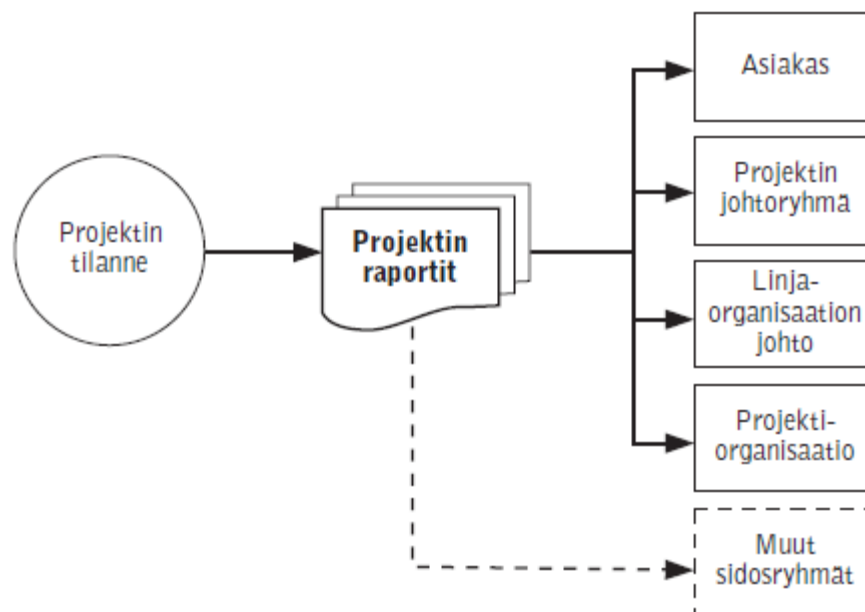 Projektin
tilanne
Projektin
raportit
Asiakas
Projektin
johtoryhmä
Linja-
organisaation
johto
Projekti-
organisaatio
Muut
sidosryhmät